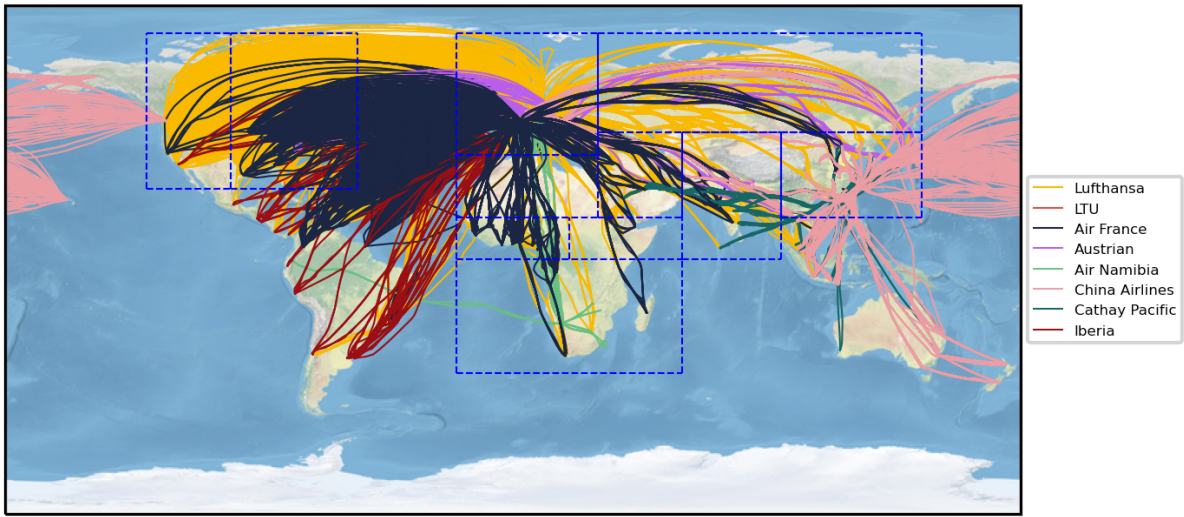 Lufthansa
LTU
Air France
Austrian
Air Namibia
China Airlines
Cathay Pacific
Iberia